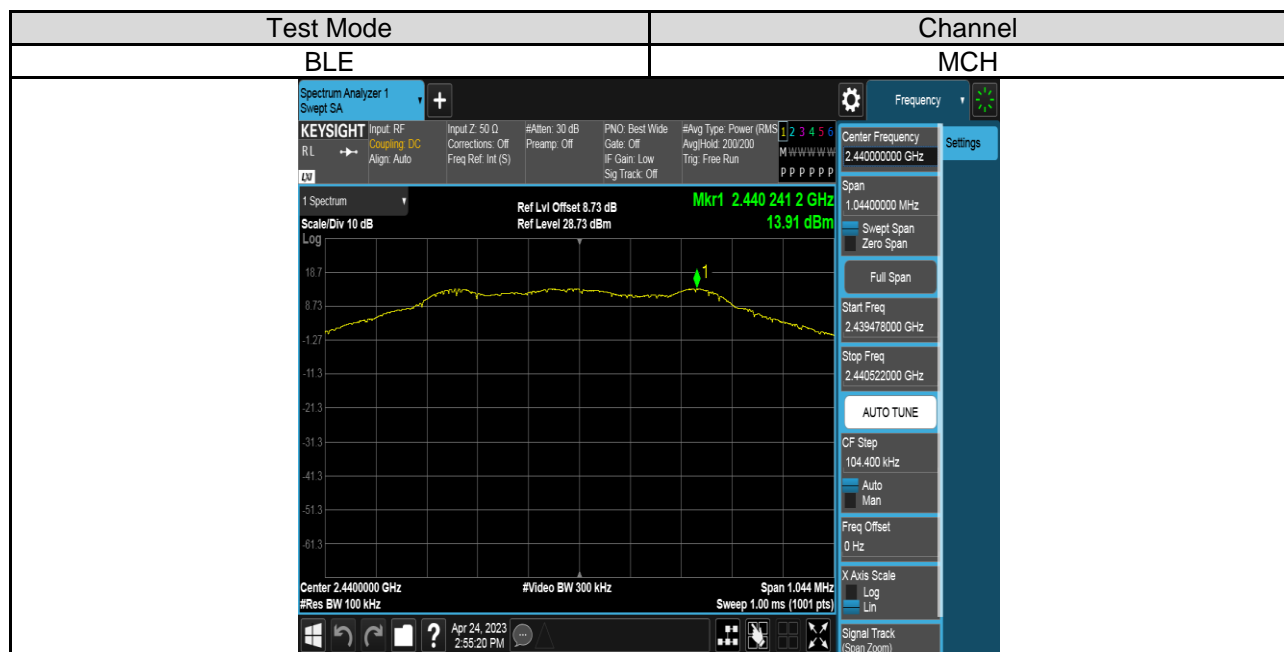 Test Mode Channel
BLE MCH
Spectrum Analyzer 1
Swept SA
+
Frequency
KEYSIGHT
RL
LXI
Input: RF
Coupling: DC
Align: Auto
Input Z: 50 Ω
Corrections: Off
Freq Ref: Int (S)
#Atten: 30 dB
Preamp: Off
PNO: Best Wide
Gate: Off
IF Gain: Low
Sig Track: Off
#Avg Type: Power (RMS
Avg|Hold: 200/200
Trig: Free Run
1 2 3 4 5 6
M W W W W W
P P P P P P
1 Spectrum
Scale/Div 10 dB
Log
Ref Lvl Offset 8.73 dB
Ref Level 28.73 dBm
Mkr1 2.440 241 2 GHz
13.91 dBm
1
18.7
8.73
-1.27
-11.3
-21.3
-31.3
-41.3
-51.3
-61.3
Center 2.4400000 GHz
#Res BW 100 kHz
#Video BW 300 kHz
Span 1.044 MHz
Sweep 1.00 ms (1001 pts)
?
Apr 24, 2023
2:55:20 PM
Center Frequency
2.440000000 GHz
Settings
Span
1.04400000 MHz
Swept Span
Zero Span
Full Span
Start Freq
2.439478000 GHz
Stop Freq
2.440522000 GHz
AUTO TUNE
CF Step
104.400 kHz
Auto
Man
Freq Offset
0 Hz
X Axis Scale
Log
Lin
Signal Track
(Span Zoom)